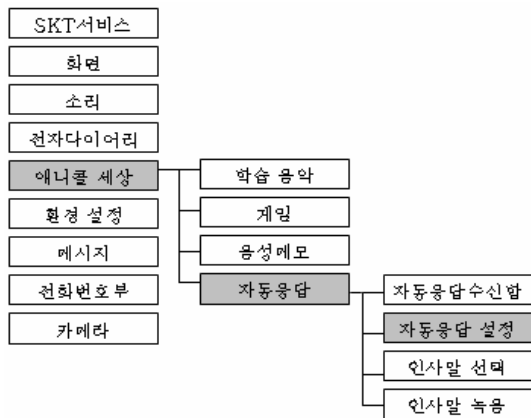 SKT서비스
화면
소리
전자다이어리
애니콜 세상
환경 설정
메시지
전화번호부
카메라
학습 음악
게임
음성메모
자동응답
자동응답수신함
자동응답 설정
인사말 선택
인사말 녹음